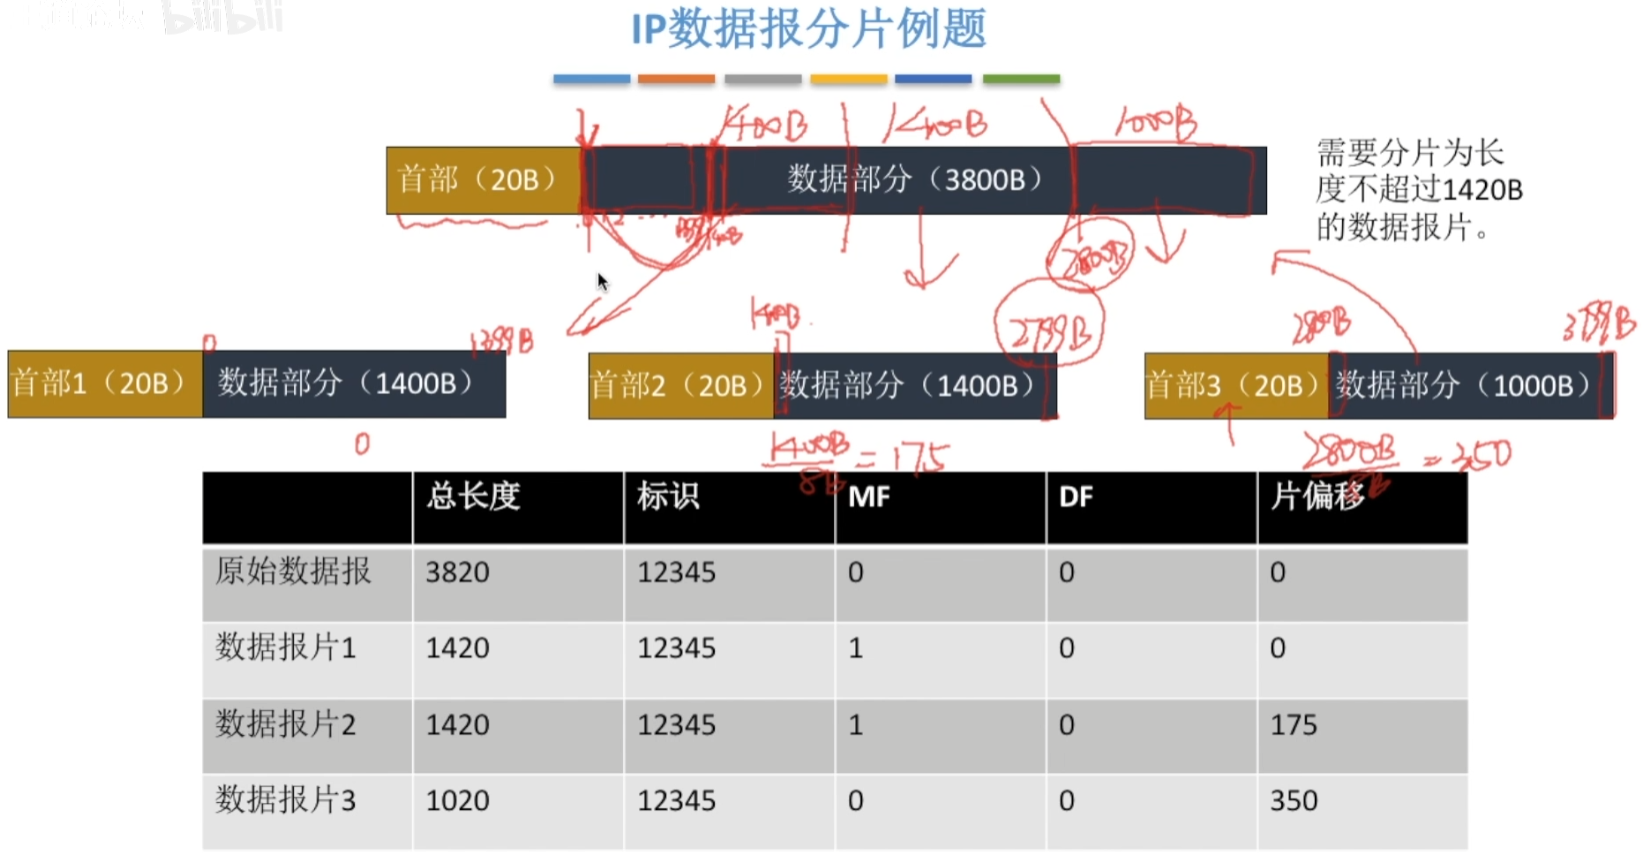 bilibili
IP数据报分片例题
1400B 1400B 1000B
首部（20B） 数据部分（3800B）
需要分片为长
度不超过1420B
的数据报片。
2800B
1400B 2799B 2800B 3799B
0 1399B
首部1（20B） 数据部分（1400B） 首部2（20B） 数据部分（1400B） 首部3（20B） 数据部分（1000B）
0 1400B/8B = 175 2800B/8B = 350
总长度 标识 MF DF 片偏移
原始数据报 3820 12345 0 0 0
数据报片1 1420 12345 1 0 0
数据报片2 1420 12345 1 0 175
数据报片3 1020 12345 0 0 350